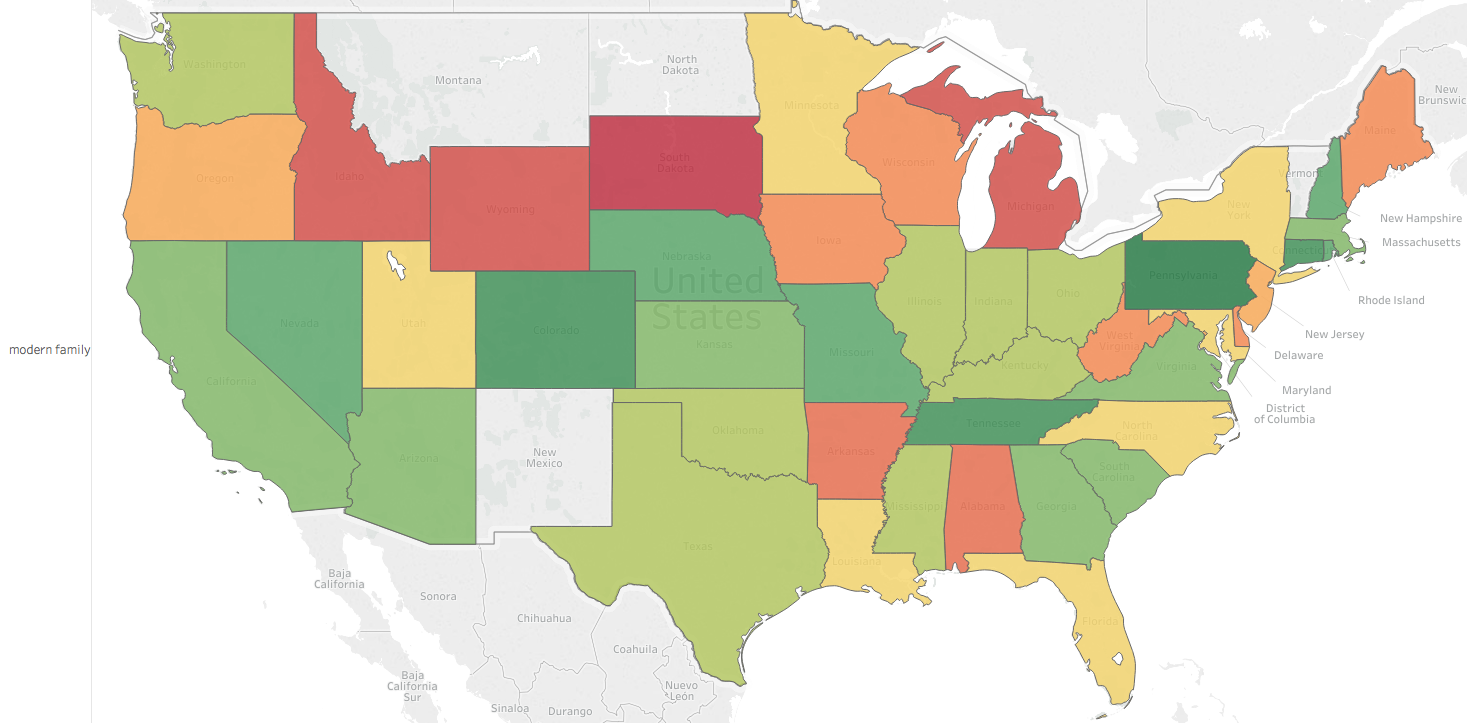 Washington
Montana
North
Dakota
Minnesota
New
Brunswic
Maine
Oregon
Idaho
South
Dakota
Wisconsin
Vermon
Wyoming
Michigan
New
York
New Hampshire
Massachusetts
Iowa
Nebraska
Connectic
Pennsylvania
United
States
Illinois
Indiana
Ohio
Rhode Island
Nevada
Utah
Colorado
New Jersey
modern family
Kansas
Missouri
West
Virginia
Delaware
California
Kentucky
Virginia
Maryland
District
of Columbia
Tennessee
North
Carolina
Oklahoma
Arizona
New
Mexico
Arkansas
South
Carolina
Mississippi
Alabama
Georgia
Texas
Louisiana
Baja
California
Sonora
Chihuahua
Florida
Coahuila
Baja
California
Sur
Nuevo
León
Sinaloa
Durango